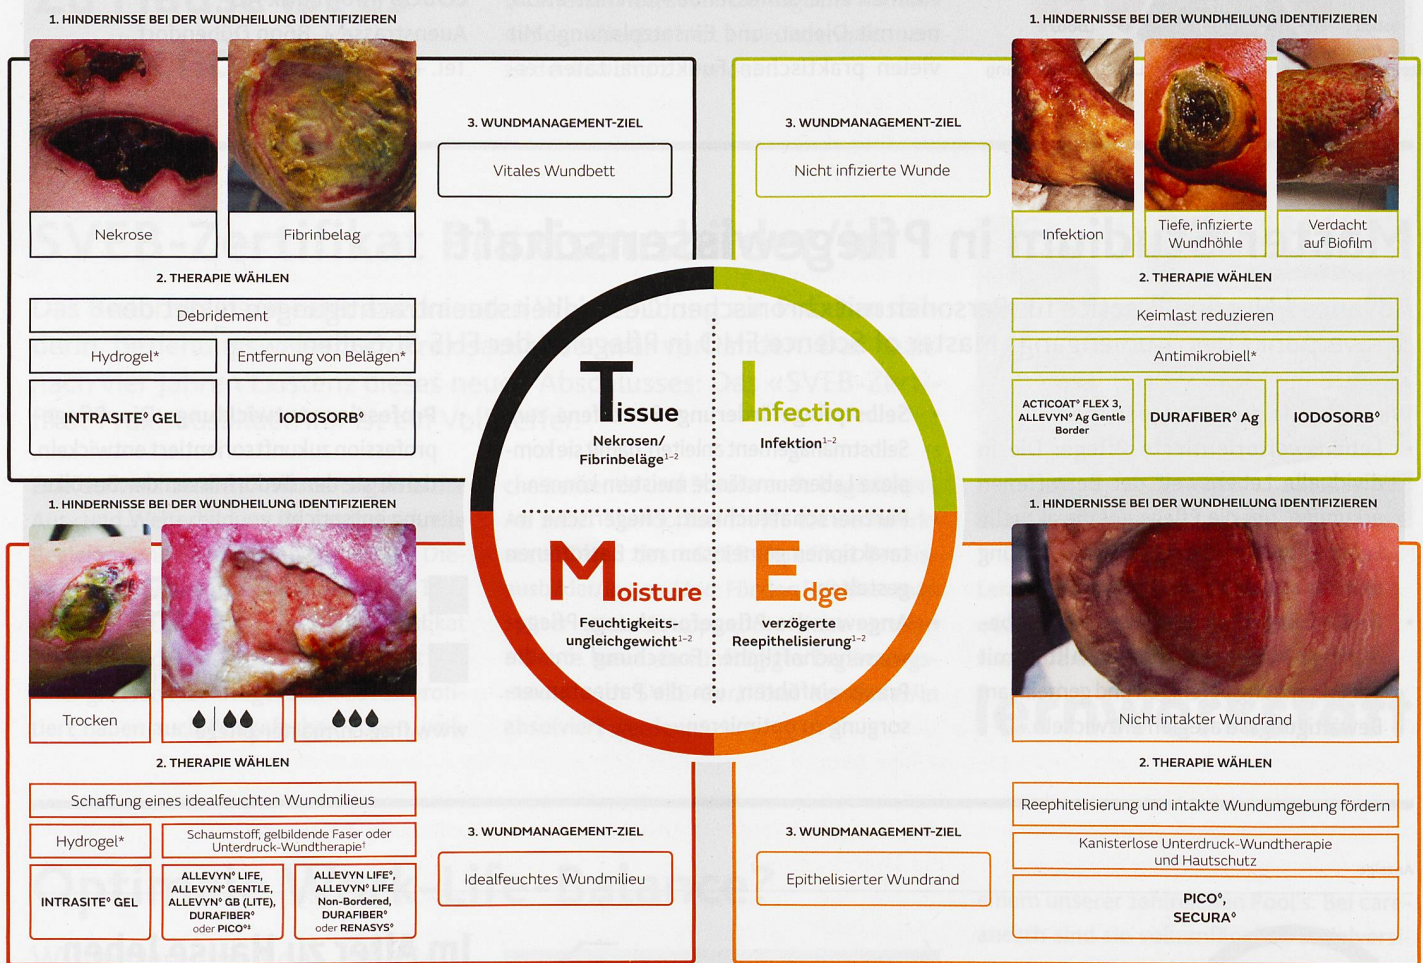 1. HINDERNISSE BEI DER WUNDHEILUNG IDENTIFIZIEREN
Nekrose
Fibrinbelag
2. THERAPIE WÄHLEN
Debridement
Hydrogel*
Entfernung von Belägen*
INTRASITE◊ GEL
IODOSORB◊
3. WUNDMANAGEMENT-ZIEL
Vitales Wundbett
3. WUNDMANAGEMENT-ZIEL
Nicht infizierte Wunde
1. HINDERNISSE BEI DER WUNDHEILUNG IDENTIFIZIEREN
Infektion
Tiefe, infizierte
Wundhöhle
Verdacht
auf Biofilm
2. THERAPIE WÄHLEN
Keimlast reduzieren
Antimikrobiell*
ACTICOAT◊ FLEX 3,
ALLEVYN◊ Ag Gentle
Border
DURAFIBER◊ Ag
IODOSORB◊
Tissue
Nekrosen/
Fibrinbeläge1–2
Infection
Infektion1–2
Moisture
Feuchtigkeits-
ungleichgewicht1–2
Edge
verzögerte
Reepithelisierung1–2
1. HINDERNISSE BEI DER WUNDHEILUNG IDENTIFIZIEREN
Trocken
2. THERAPIE WÄHLEN
Schaffung eines idealfeuchten Wundmilieus
Hydrogel*
Schaumstoff, gelbildende Faser oder
Unterdruck-Wundtherapie†
INTRASITE◊ GEL
ALLEVYN◊ LIFE,
ALLEVYN◊ GENTLE,
ALLEVYN◊ GB (LITE),
DURAFIBER◊
oder PICO◊‡
ALLEVYN LIFE◊,
ALLEVYN◊ LIFE
Non-Bordered,
DURAFIBER◊
oder RENASYS◊
3. WUNDMANAGEMENT-ZIEL
Idealfeuchtes Wundmilieu
3. WUNDMANAGEMENT-ZIEL
Epithelisierter Wundrand
1. HINDERNISSE BEI DER WUNDHEILUNG IDENTIFIZIEREN
Nicht intakter Wundrand
2. THERAPIE WÄHLEN
Reephitelisierung und intakte Wundumgebung fördern
Kanisterlose Unterdruck-Wundtherapie
und Hautschutz
PICO◊,
SECURA◊